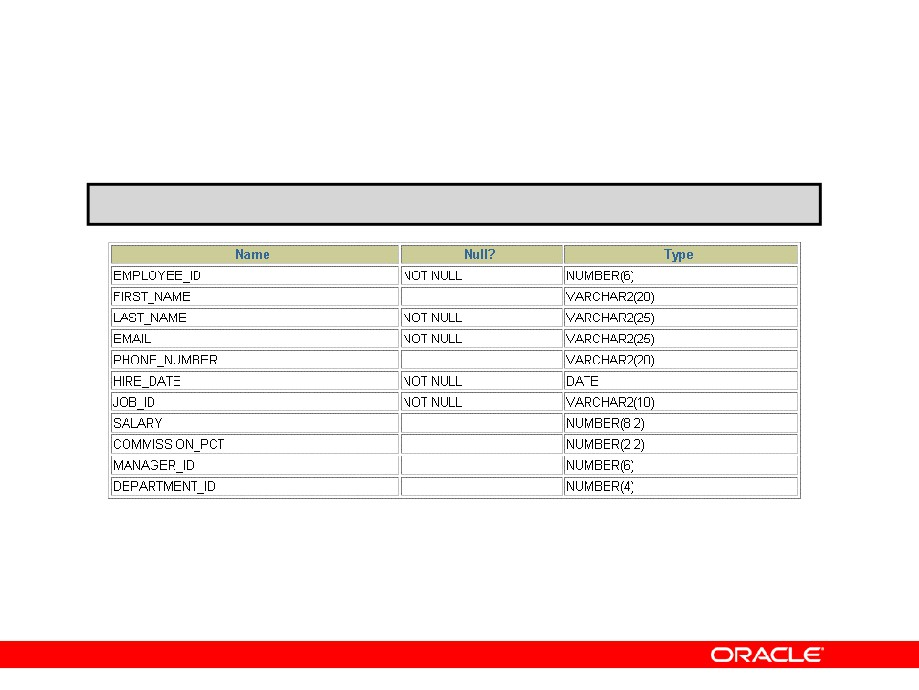 Name Null? Type
EMPLOYEE_ID NOT NULL NUMBER(6)
FIRST_NAME VARCHAR2(20)
LAST_NAME NOT NULL VARCHAR2(25)
EMAIL NOT NULL VARCHAR2(25)
PHONE_NUMBER VARCHAR2(20)
HIRE_DATE NOT NULL DATE
JOB_ID NOT NULL VARCHAR2(10)
SALARY NUMBER(8,2)
COMMISSION_PCT NUMBER(2,2)
MANAGER_ID NUMBER(6)
DEPARTMENT_ID NUMBER(4)
ORACLE